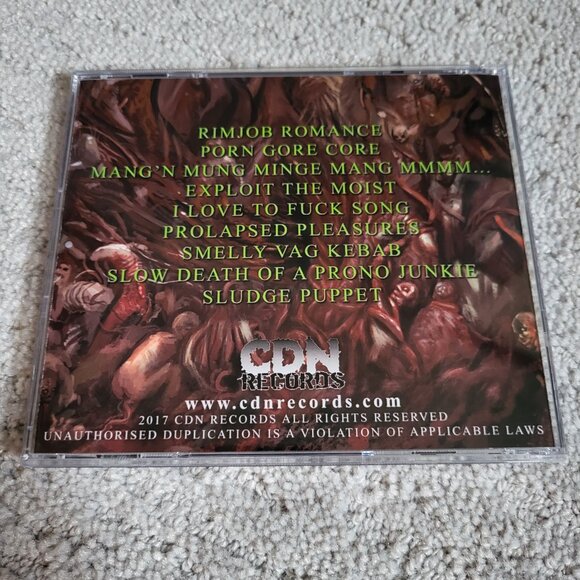 RIMJOB ROMANCE
PORN GORE CORE
MANG'N MUNG MINGE MANG MMMM...
EXPLOIT THE MOIST
I LOVE TO FUCK SONG
PROLAPSED PLEASURES
SMELLY VAG KEBAB
SLOW DEATH OF A PRONO JUNKIE
SLUDGE PUPPET
CDN
RECORDS
www.cdnrecords.com
2017 CDN RECORDS ALL RIGHTS RESERVED
UNAUTHORISED DUPLICATION IS A VIOLATION OF APPLICABLE LAWS